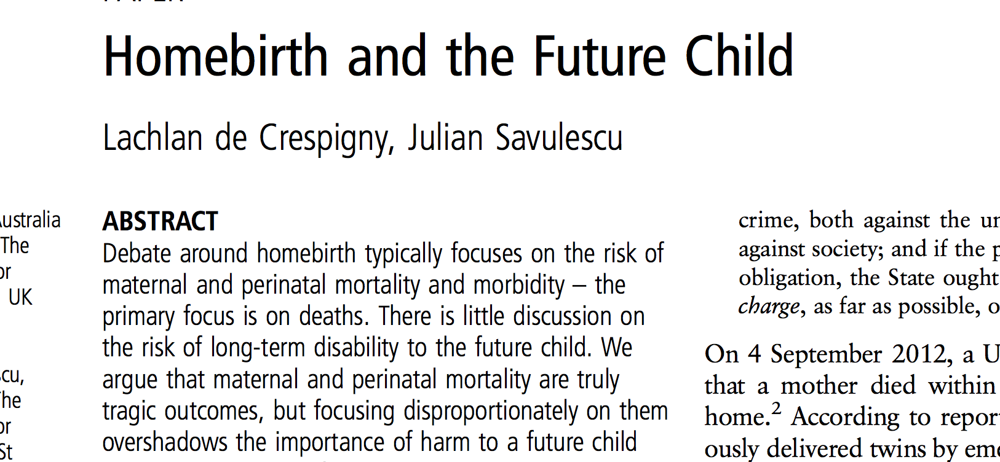 PAPER
Homebirth and the Future Child
Lachlan de Crespigny, Julian Savulescu
Australia
The
or
UK
scu,
The
or
St
ABSTRACT
Debate around homebirth typically focuses on the risk of
maternal and perinatal mortality and morbidity – the
primary focus is on deaths. There is little discussion on
the risk of long-term disability to the future child. We
argue that maternal and perinatal mortality are truly
tragic outcomes, but focusing disproportionately on them
overshadows the importance of harm to a future child
crime, both against the un
against society; and if the p
obligation, the State ought
charge, as far as possible, o
On 4 September 2012, a U
that a mother died within
home.2 According to repor
ously delivered twins by eme